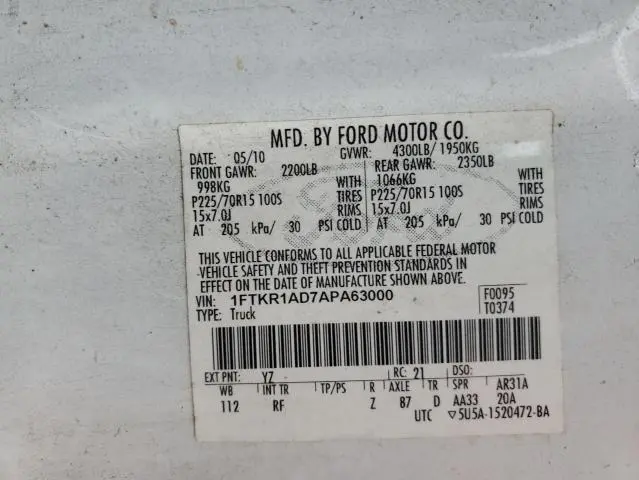 MFD. BY FORD MOTOR CO.
DATE: 05/10 GVWR: 4300LB/ 1950KG
FRONT GAWR: 2200LB REAR GAWR: 2350LB
998KG WITH 1066KG WITH
P225/70R15 100S TIRES P225/70R15 100S TIRES
15x7.0J RIMS 15x7.0J RIMS
AT 205 kPa/ 30 PSI COLD AT 205 kPa/ 30 PSI COLD
THIS VEHICLE CONFORMS TO ALL APPLICABLE FEDERAL MOTOR
VEHICLE SAFETY AND THEFT PREVENTION STANDARDS IN
EFFECT ON THE DATE OF MANUFACTURE SHOWN ABOVE.
VIN: 1FTKR1AD7APA63000 F0095
TYPE: Truck T0374
EXT PNT: YZ RC: 21 DSO:
WB INT TR TP/PS R AXLE TR SPR AR31A
112 RF Z 87 D AA33 20A
UTC ▽5U5A-1520472-BA